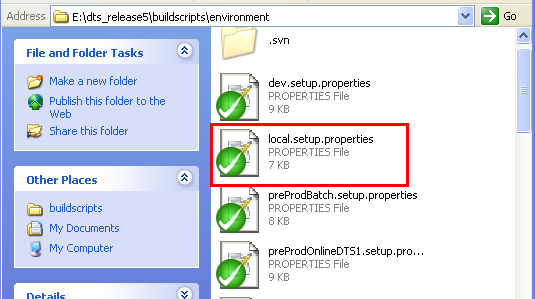 Address E:\dts_release5\buildscripts\environment Go
File and Folder Tasks
Make a new folder
Publish this folder to the
Web
Share this folder
Other Places
buildscripts
My Documents
My Computer
Details
.svn
dev.setup.properties
PROPERTIES File
9 KB
local.setup.properties
PROPERTIES File
7 KB
preProdBatch.setup.properties
PROPERTIES File
8 KB
preProdOnlineDTS1.setup.pro...
PROPERTIES File
9 KB